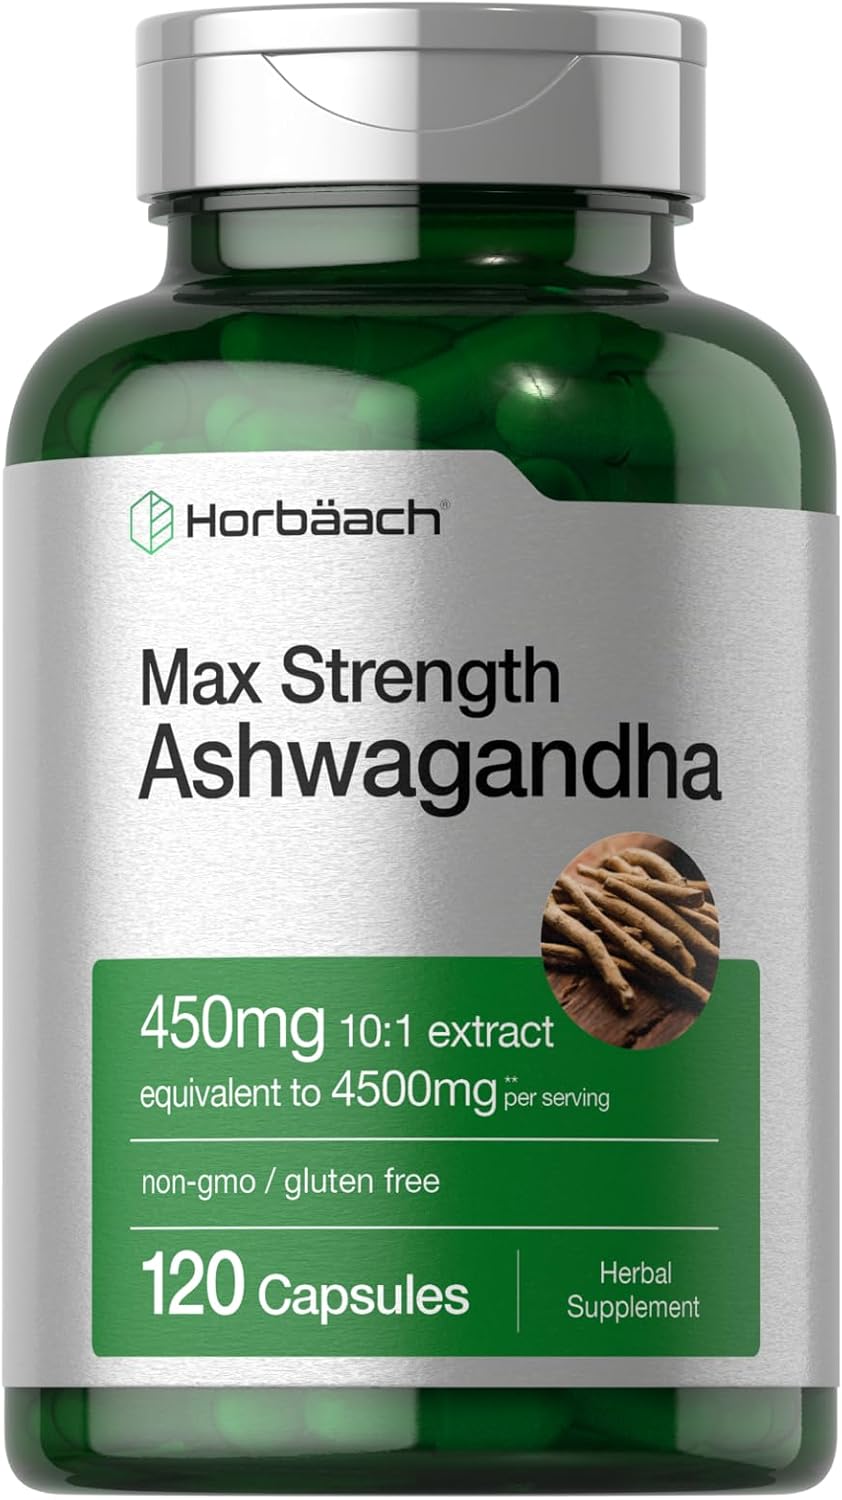 Horbäach®
Max Strength
Ashwagandha
450mg 10:1 extract
equivalent to 4500mg** per serving
non-gmo / gluten free
120 Capsules
Herbal
Supplement